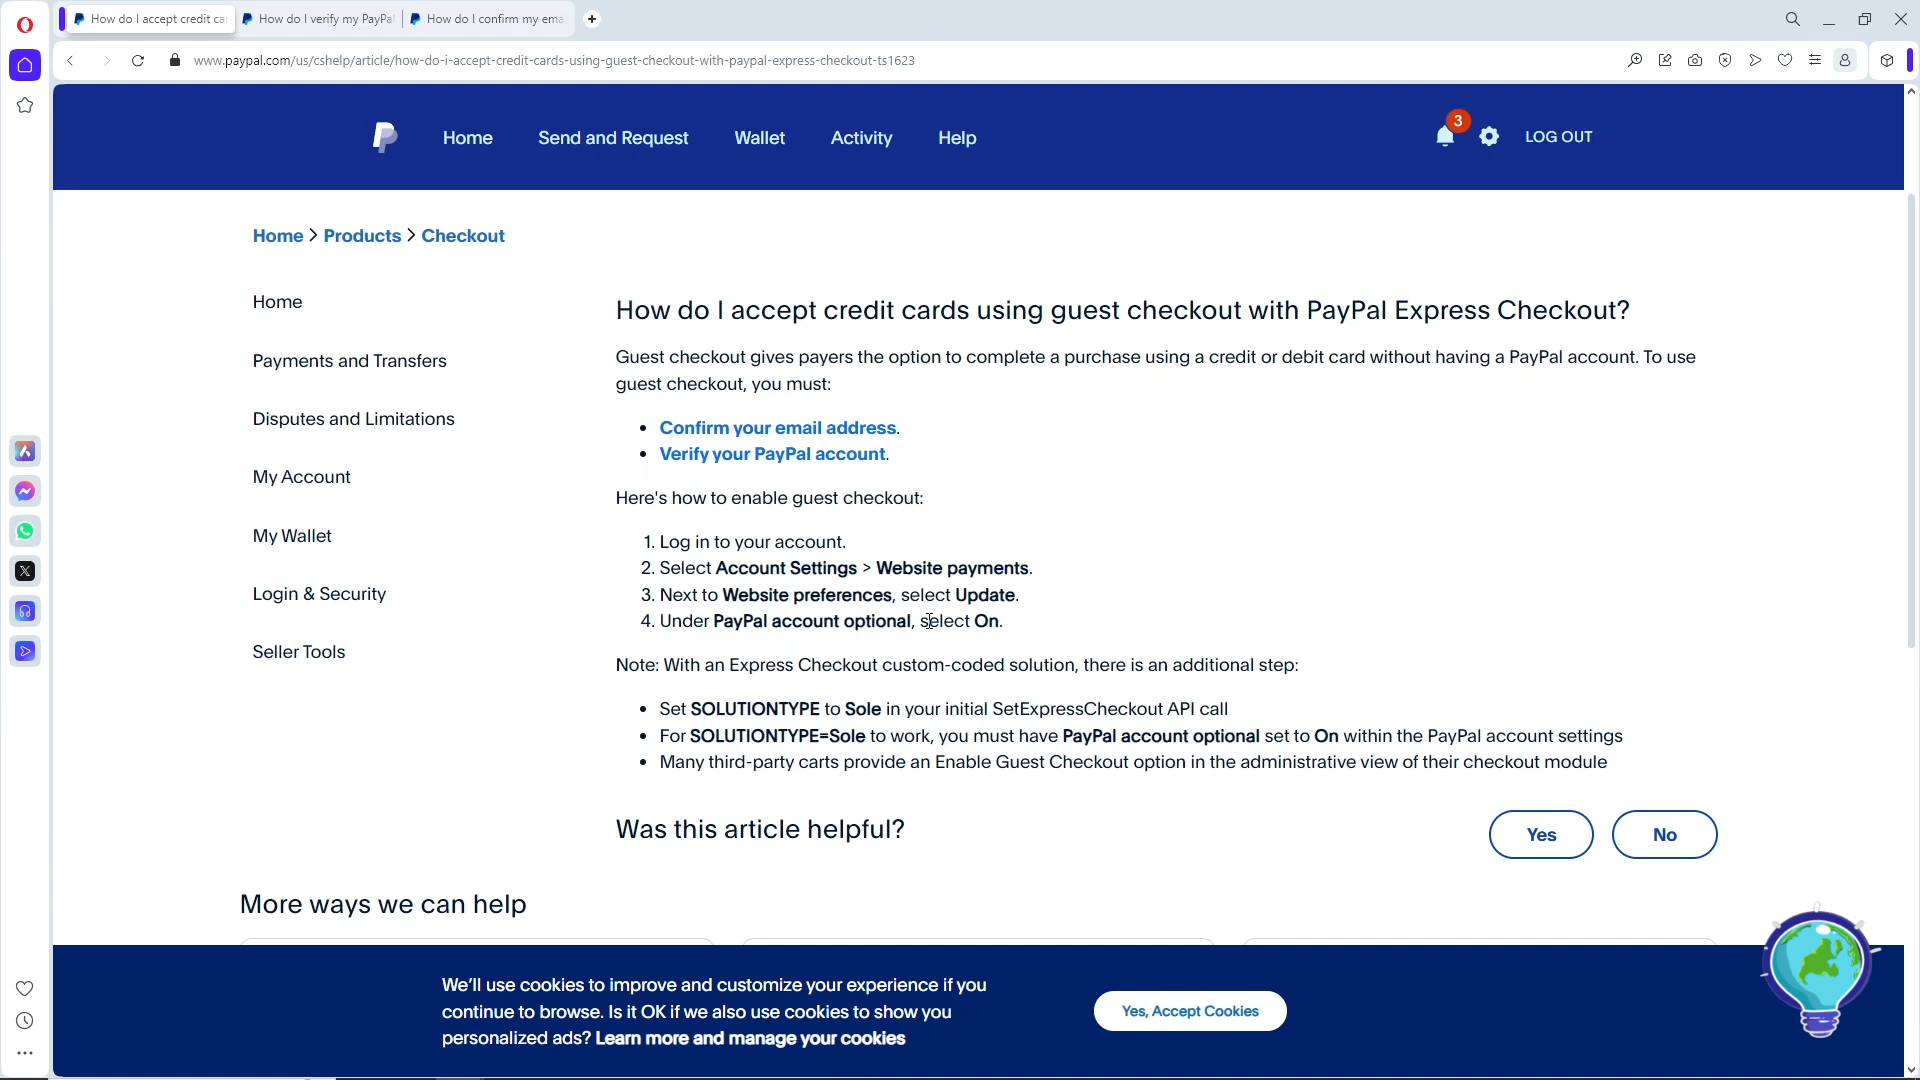 How do I accept credit ca
How do I verify my PayPa
How do I confirm my ema
www.paypal.com/us/cshelp/article/how-do-i-accept-credit-cards-using-guest-checkout-with-paypal-express-checkout-ts1623
Home
Send and Request
Wallet
Activity
Help
3
LOG OUT
Home > Products > Checkout
Home
Payments and Transfers
Disputes and Limitations
My Account
My Wallet
Login & Security
Seller Tools
How do I accept credit cards using guest checkout with PayPal Express Checkout?
Guest checkout gives payers the option to complete a purchase using a credit or debit card without having a PayPal account. To use
guest checkout, you must:
• Confirm your email address.
• Verify your PayPal account.
Here's how to enable guest checkout:
1. Log in to your account.
2. Select Account Settings > Website payments.
3. Next to Website preferences, select Update.
4. Under PayPal account optional, select On.
Note: With an Express Checkout custom-coded solution, there is an additional step:
• Set SOLUTIONTYPE to Sole in your initial SetExpressCheckout API call
• For SOLUTIONTYPE=Sole to work, you must have PayPal account optional set to On within the PayPal account settings
• Many third-party carts provide an Enable Guest Checkout option in the administrative view of their checkout module
Was this article helpful?
Yes
No
More ways we can help
We'll use cookies to improve and customize your experience if you
continue to browse. Is it OK if we also use cookies to show you
personalized ads? Learn more and manage your cookies
Yes, Accept Cookies